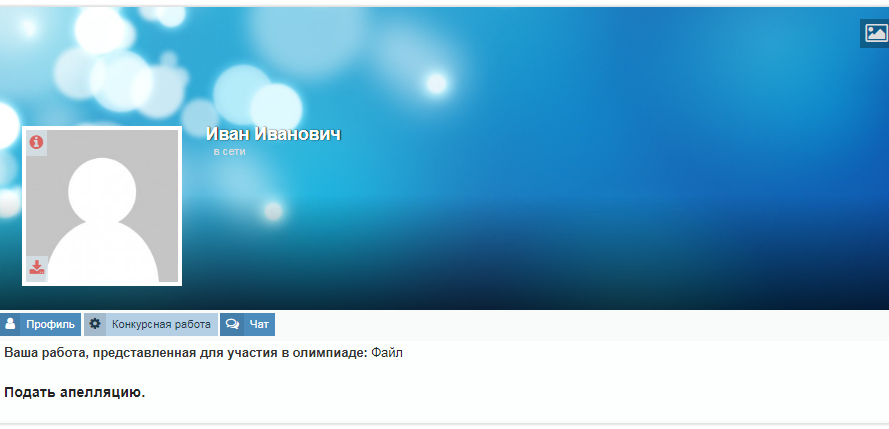 Иван Иванович
в сети
Профиль
Конкурсная работа
Чат
Ваша работа, представленная для участия в олимпиаде: Файл
Подать апелляцию.